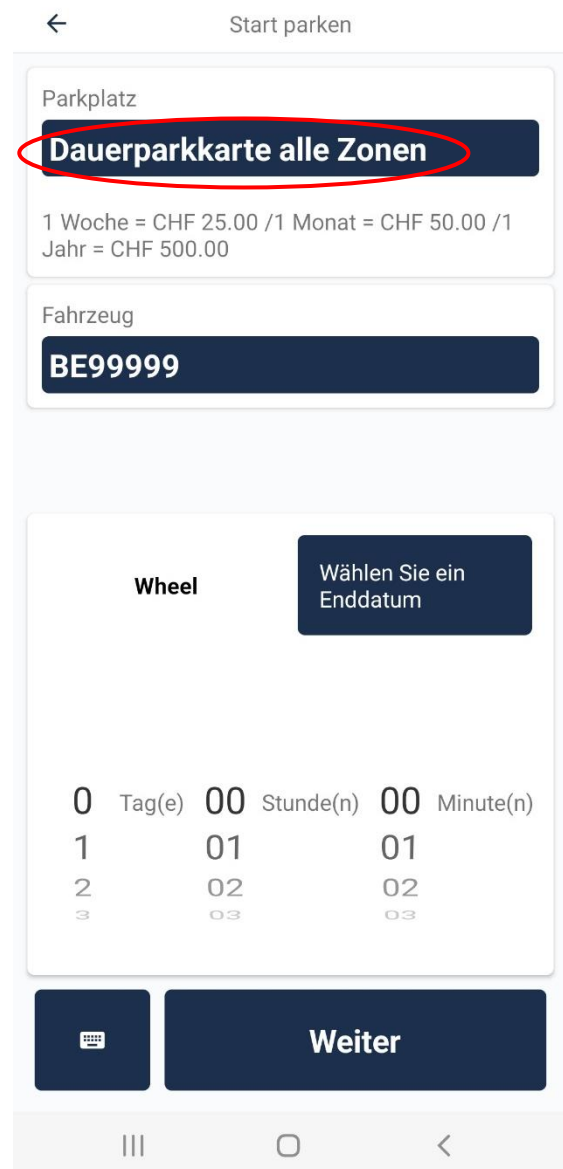 Start parken
Parkplatz
Dauerparkkarte alle Zonen
1 Woche = CHF 25.00 /1 Monat = CHF 50.00 /1
Jahr = CHF 500.00
Fahrzeug
BE99999
Wheel
Wählen Sie ein
Enddatum
0 Tag(e) 00 Stunde(n) 00 Minute(n)
1 01 01
2 02 02
3 03 03
Weiter